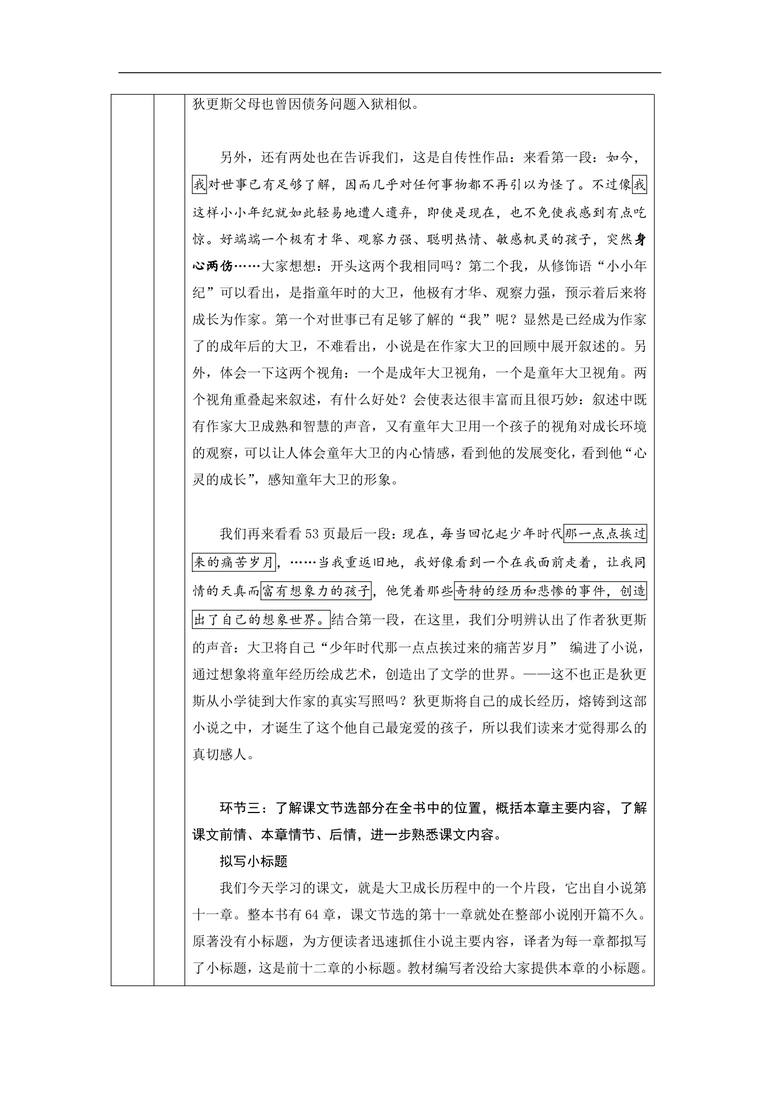 狄更斯父母也曾因债务问题入狱相似。
另外，还有两处也在告诉我们，这是自传性作品：来看第一段：如今，
我对世事已有足够了解，因而几乎对任何事物都不再引以为怪了。不过像我
这样小小年纪就如此轻易地遭人遗弃，即使是现在，也不免使我感到有点吃
惊。好端端一个极有才华、观察力强、聪明热情、敏感机灵的孩子，突然身
心两伤……大家想想：开头这两个我相同吗？第二个我，从修饰语“小小年
纪”可以看出，是指童年时的大卫，他极有才华、观察力强，预示着后来将
成长为作家。第一个对世事已有足够了解的“我”呢？显然是已经成为作家
了的成年后的大卫，不难看出，小说是在作家大卫的回顾中展开叙述的。另
外，体会一下这两个视角：一个是成年大卫视角，一个是童年大卫视角。两
个视角重叠起来叙述，有什么好处？会使表达很丰富而且很巧妙：叙述中既
有作家大卫成熟和智慧的声音，又有童年大卫用一个孩子的视角对成长环境
的观察，可以让人体会童年大卫的内心情感，看到他的发展变化，看到他“心
灵的成长”，感知童年大卫的形象。
我们再来看看 53 页最后一段：现在，每当回忆起少年时代那一点点挨过
来的痛苦岁月，……当我重返旧地，我好像看到一个在我面前走着，让我同
情的天真而富有想象力的孩子，他凭着那些奇特的经历和悲惨的事件，创造
出了自己的想象世界。结合第一段，在这里，我们分明辨认出了作者狄更斯
的声音：大卫将自己“少年时代那一点点挨过来的痛苦岁月” 编进了小说，
通过想象将童年经历绘成艺术，创造出了文学的世界。——这不也正是狄更
斯从小学徒到大作家的真实写照吗？狄更斯将自己的成长经历，熔铸到这部
小说之中，才诞生了这个他自己最宠爱的孩子，所以我们读来才觉得那么的
真切感人。
环节三：了解课文节选部分在全书中的位置，概括本章主要内容，了解
课文前情、本章情节、后情，进一步熟悉课文内容。
拟写小标题
我们今天学习的课文，就是大卫成长历程中的一个片段，它出自小说第
十一章。整本书有 64 章，课文节选的第十一章就处在整部小说刚开篇不久。
原著没有小标题，为方便读者迅速抓住小说主要内容，译者为每一章都拟写
了小标题，这是前十二章的小标题。教材编写者没给大家提供本章的小标题。